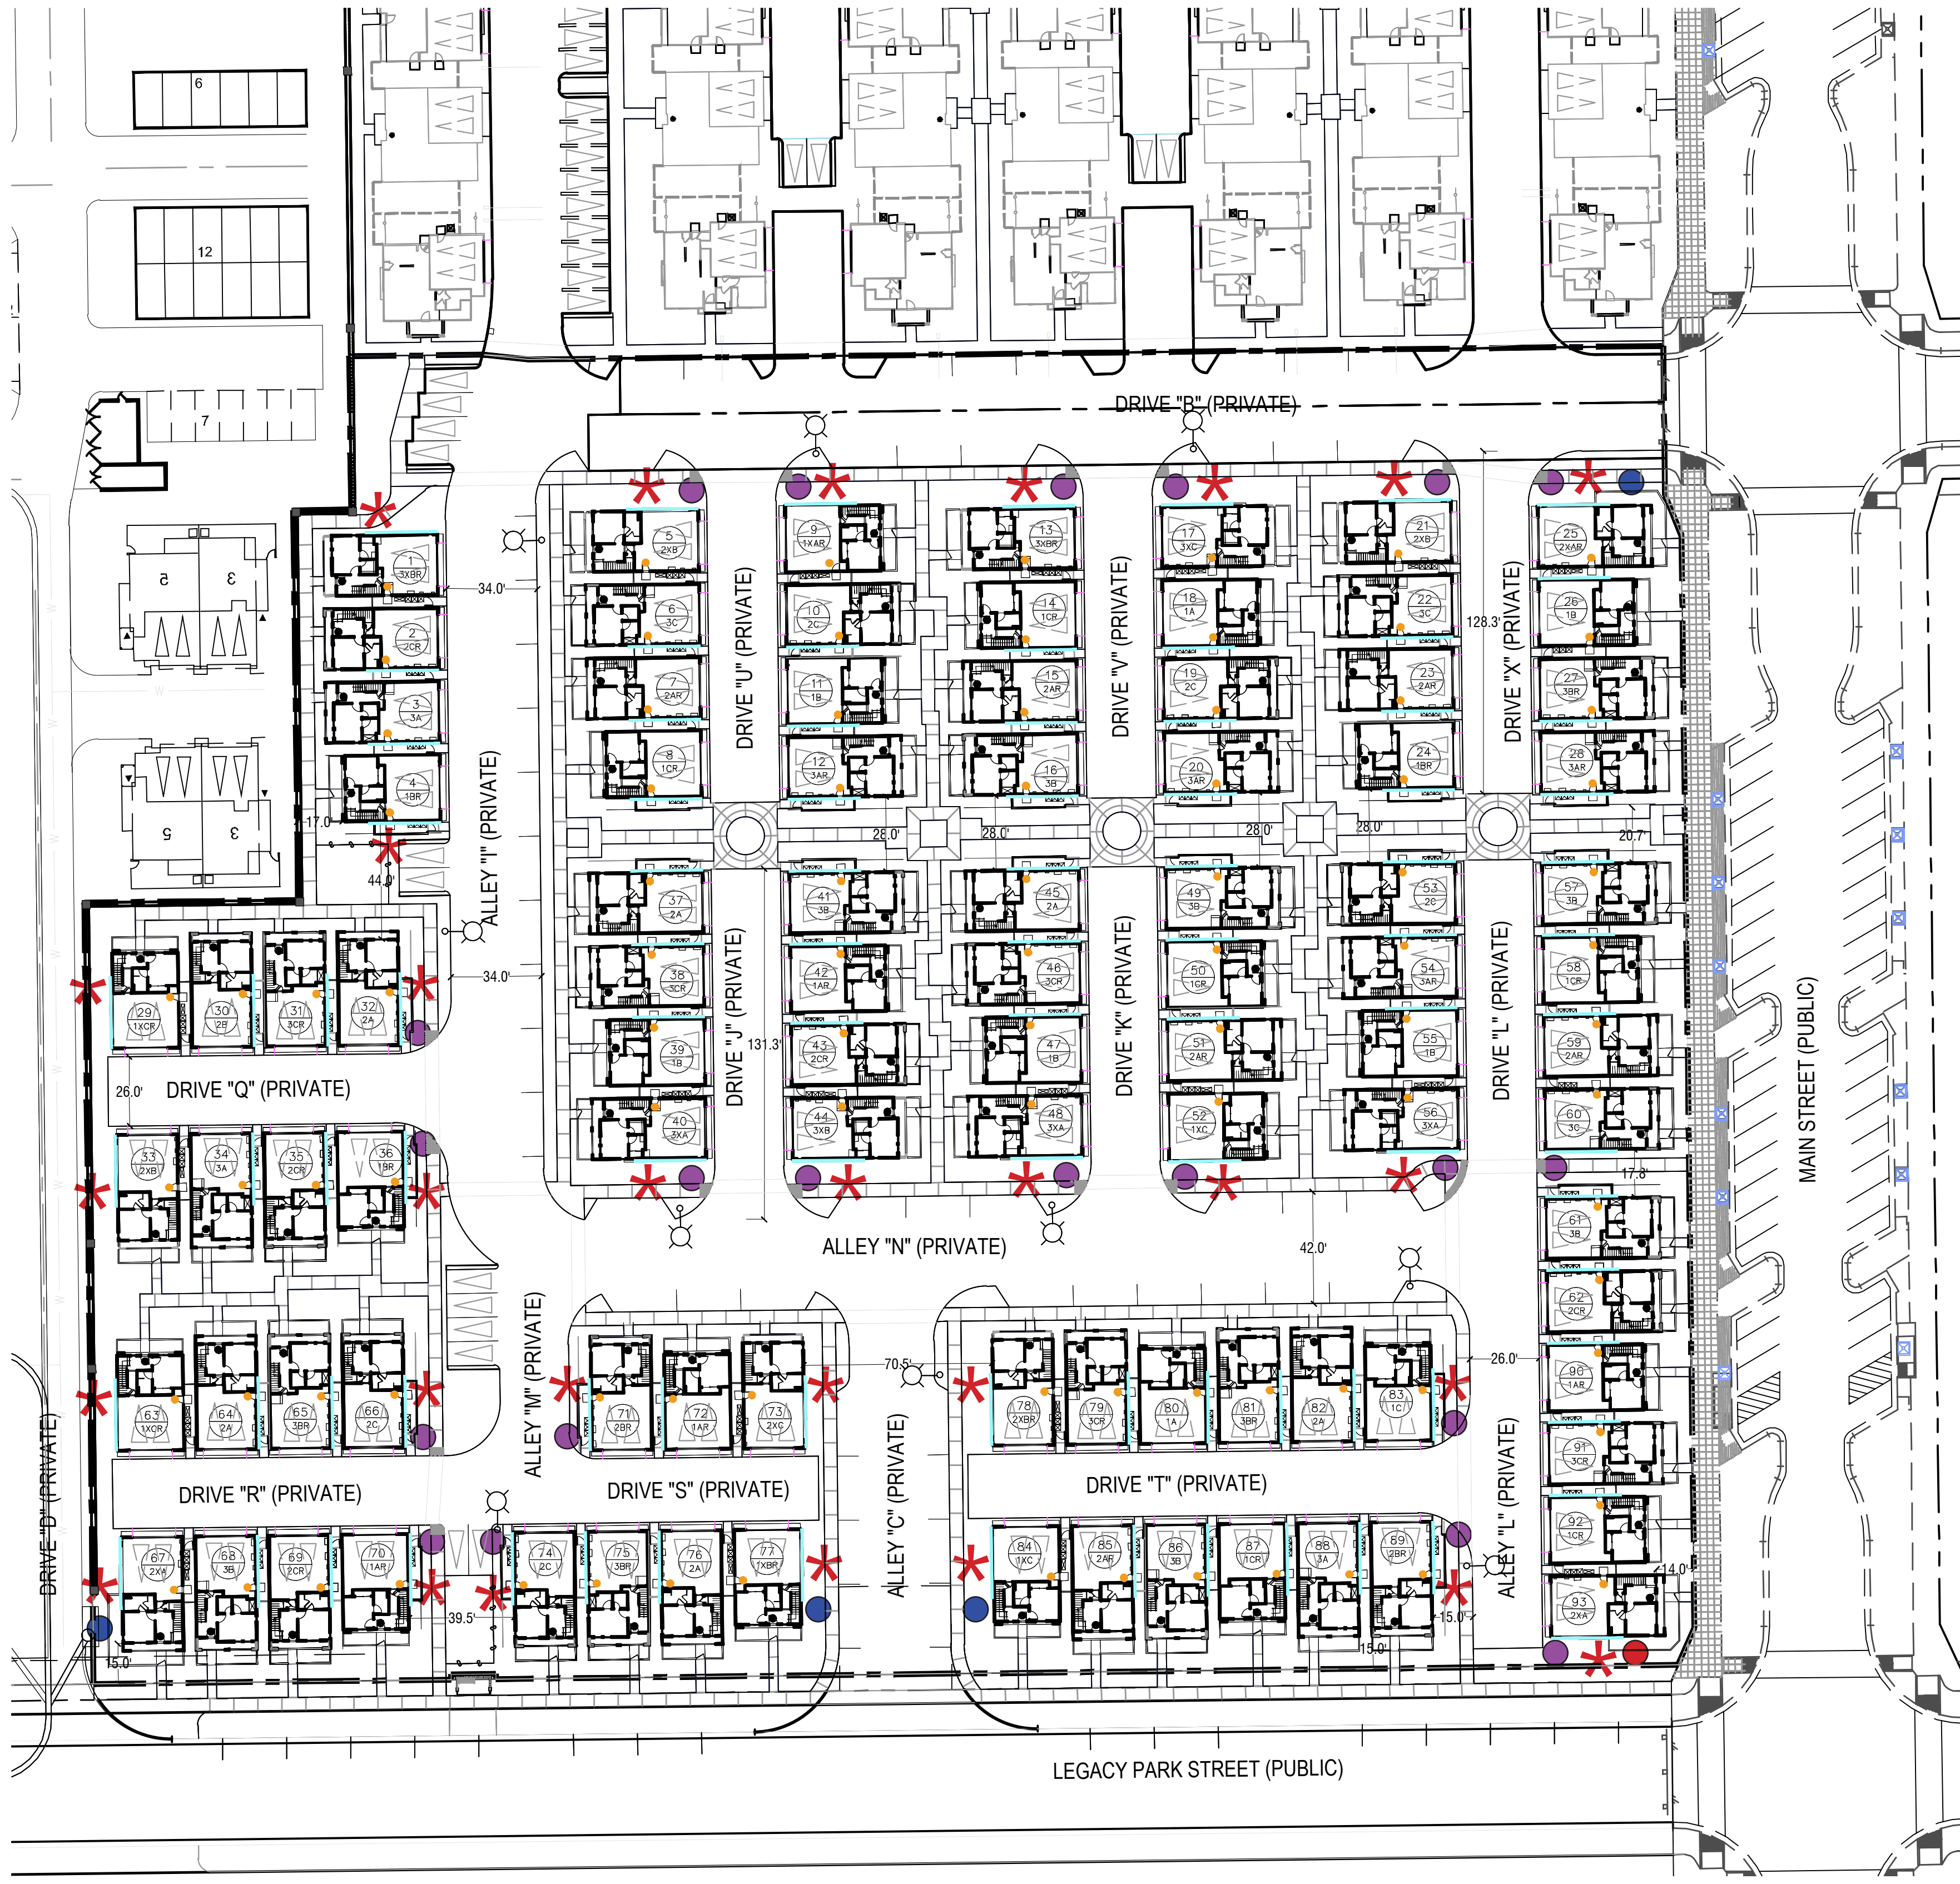 6
12
7
5
3
5
3
DRIVE "B" (PRIVATE)
1
3XBR
2
2CR
3
3A
4
1BR
5
2XB
6
3C
7
2AR
8
1CR
9
1XAR
10
2C
11
1B
12
3AR
13
3XBR
14
1CR
15
2AR
16
3B
17
3XC
18
1A
19
2C
20
3AR
21
2XB
22
3C
23
2AR
24
1BR
25
2XAR
26
1B
27
3BR
28
3AR
34.0'
128.3'
DRIVE "U" (PRIVATE)
DRIVE "V" (PRIVATE)
DRIVE "X" (PRIVATE)
ALLEY "I" (PRIVATE)
17.0'
44.0'
28.0'
28.0'
28.0'
28.0'
20.7'
29
1XCR
30
2B
31
3CR
32
2A
34.0'
37
2A
38
3CR
39
1B
40
3XA
41
3B
42
1AR
43
2CR
44
3XB
45
2A
46
3CR
47
1B
48
3XA
49
3B
50
1CR
51
2AR
52
1XC
53
2C
54
3AR
55
1B
56
3XA
57
3B
58
1CR
59
2AR
60
3C
DRIVE "J" (PRIVATE)
131.3'
DRIVE "K" (PRIVATE)
DRIVE "L" (PRIVATE)
MAIN STREET (PUBLIC)
26.0'
DRIVE "Q" (PRIVATE)
33
2XB
34
3A
35
2CR
36
1BR
17.8'
ALLEY "N" (PRIVATE)
42.0'
61
3B
62
2CR
90
1AR
91
3CR
92
1CR
93
2XA
14.0'
63
1XCR
64
2A
65
3BR
66
2C
ALLEY "M" (PRIVATE)
71
2BR
72
1AR
73
2XC
70.5'
78
2XBR
79
3CR
80
1A
81
3BR
82
2A
83
1C
26.0'
DRIVE "D" (PRIVATE)
DRIVE "R" (PRIVATE)
DRIVE "S" (PRIVATE)
ALLEY "C" (PRIVATE)
DRIVE "T" (PRIVATE)
ALLEY "L" (PRIVATE)
67
2XA
68
3B
69
2CR
70
1AR
39.5'
74
2C
75
3BR
76
2A
77
1XBR
84
1XC
85
2AR
86
3B
87
1CR
88
3A
89
2BR
15.0'
15.0'
15.0'
LEGACY PARK STREET (PUBLIC)